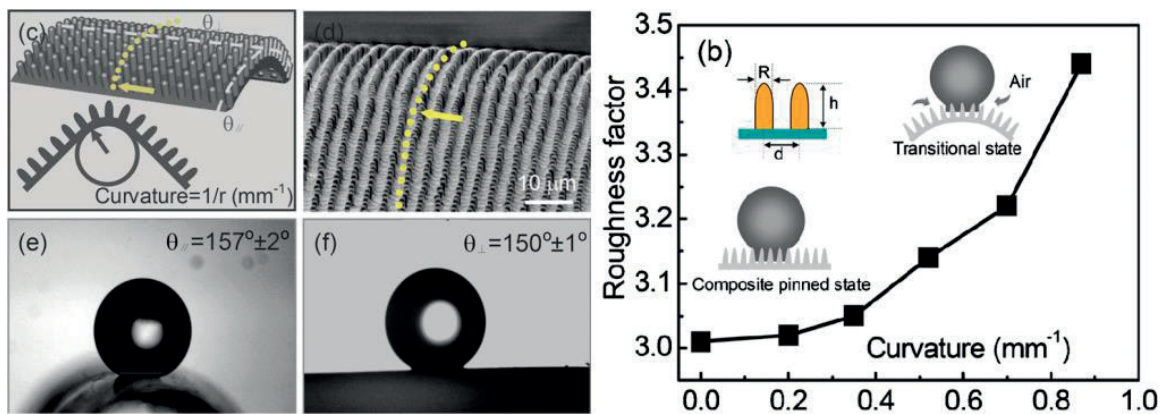 (c)
θ⊥
θ//
Curvature=1/r (mm⁻¹)
(d)
10 μm
(e)
θ//=157°±2°
(f)
θ⊥=150°±1°
(b)
R
h
d
Air
Transitional state
Composite pinned state
Roughness factor
3.5
3.4
3.3
3.2
3.1
3.0
0.0 0.2 0.4 0.6 0.8 1.0
Curvature (mm⁻¹)